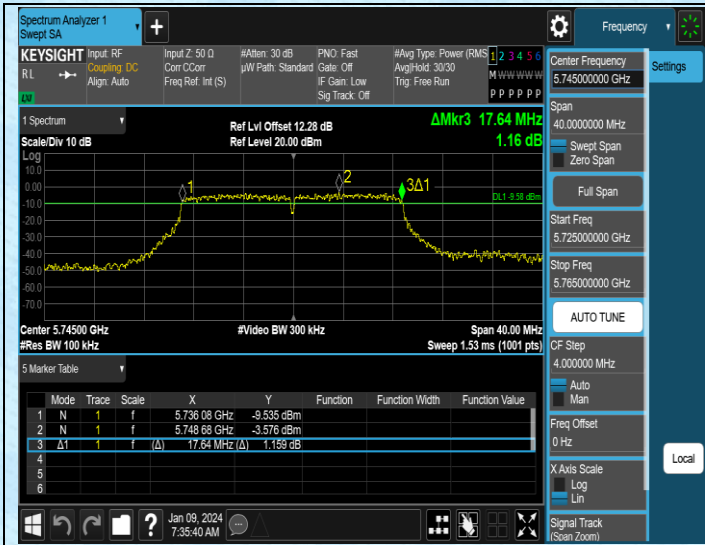 Spectrum Analyzer 1
Swept SA
+
Frequency
KEYSIGHT
RL
LXI
Input: RF
Coupling: DC
Align: Auto
Input Z: 50 Ω
Corr CCorr
Freq Ref: Int (S)
#Atten: 30 dB
µW Path: Standard
PNO: Fast
Gate: Off
IF Gain: Low
Sig Track: Off
#Avg Type: Power (RMS
Avg|Hold: 30/30
Trig: Free Run
1 2 3 4 5 6
M W W W W W
P P P P P P
1 Spectrum
Scale/Div 10 dB
Ref Lvl Offset 12.28 dB
Ref Level 20.00 dBm
ΔMkr3 17.64 MHz
1.16 dB
Log
10.0
0.00
-10.0
-20.0
-30.0
-40.0
-50.0
-60.0
-70.0
1
2
3Δ1
DL1 -9.58 dBm
Center 5.74500 GHz
#Video BW 300 kHz
Span 40.00 MHz
#Res BW 100 kHz
Sweep 1.53 ms (1001 pts)
5 Marker Table
Mode Trace Scale X Y Function Function Width Function Value
1 N 1 f 5.736 08 GHz -9.535 dBm
2 N 1 f 5.748 68 GHz -3.576 dBm
3 Δ1 1 f (Δ) 17.64 MHz (Δ) 1.159 dB
4
5
6
?
Jan 09, 2024
7:35:40 AM
Center Frequency
5.745000000 GHz
Span
40.0000000 MHz
Swept Span
Zero Span
Full Span
Start Freq
5.725000000 GHz
Stop Freq
5.765000000 GHz
AUTO TUNE
CF Step
4.000000 MHz
Auto
Man
Freq Offset
0 Hz
X Axis Scale
Log
Lin
Signal Track
(Span Zoom)
Settings
Local